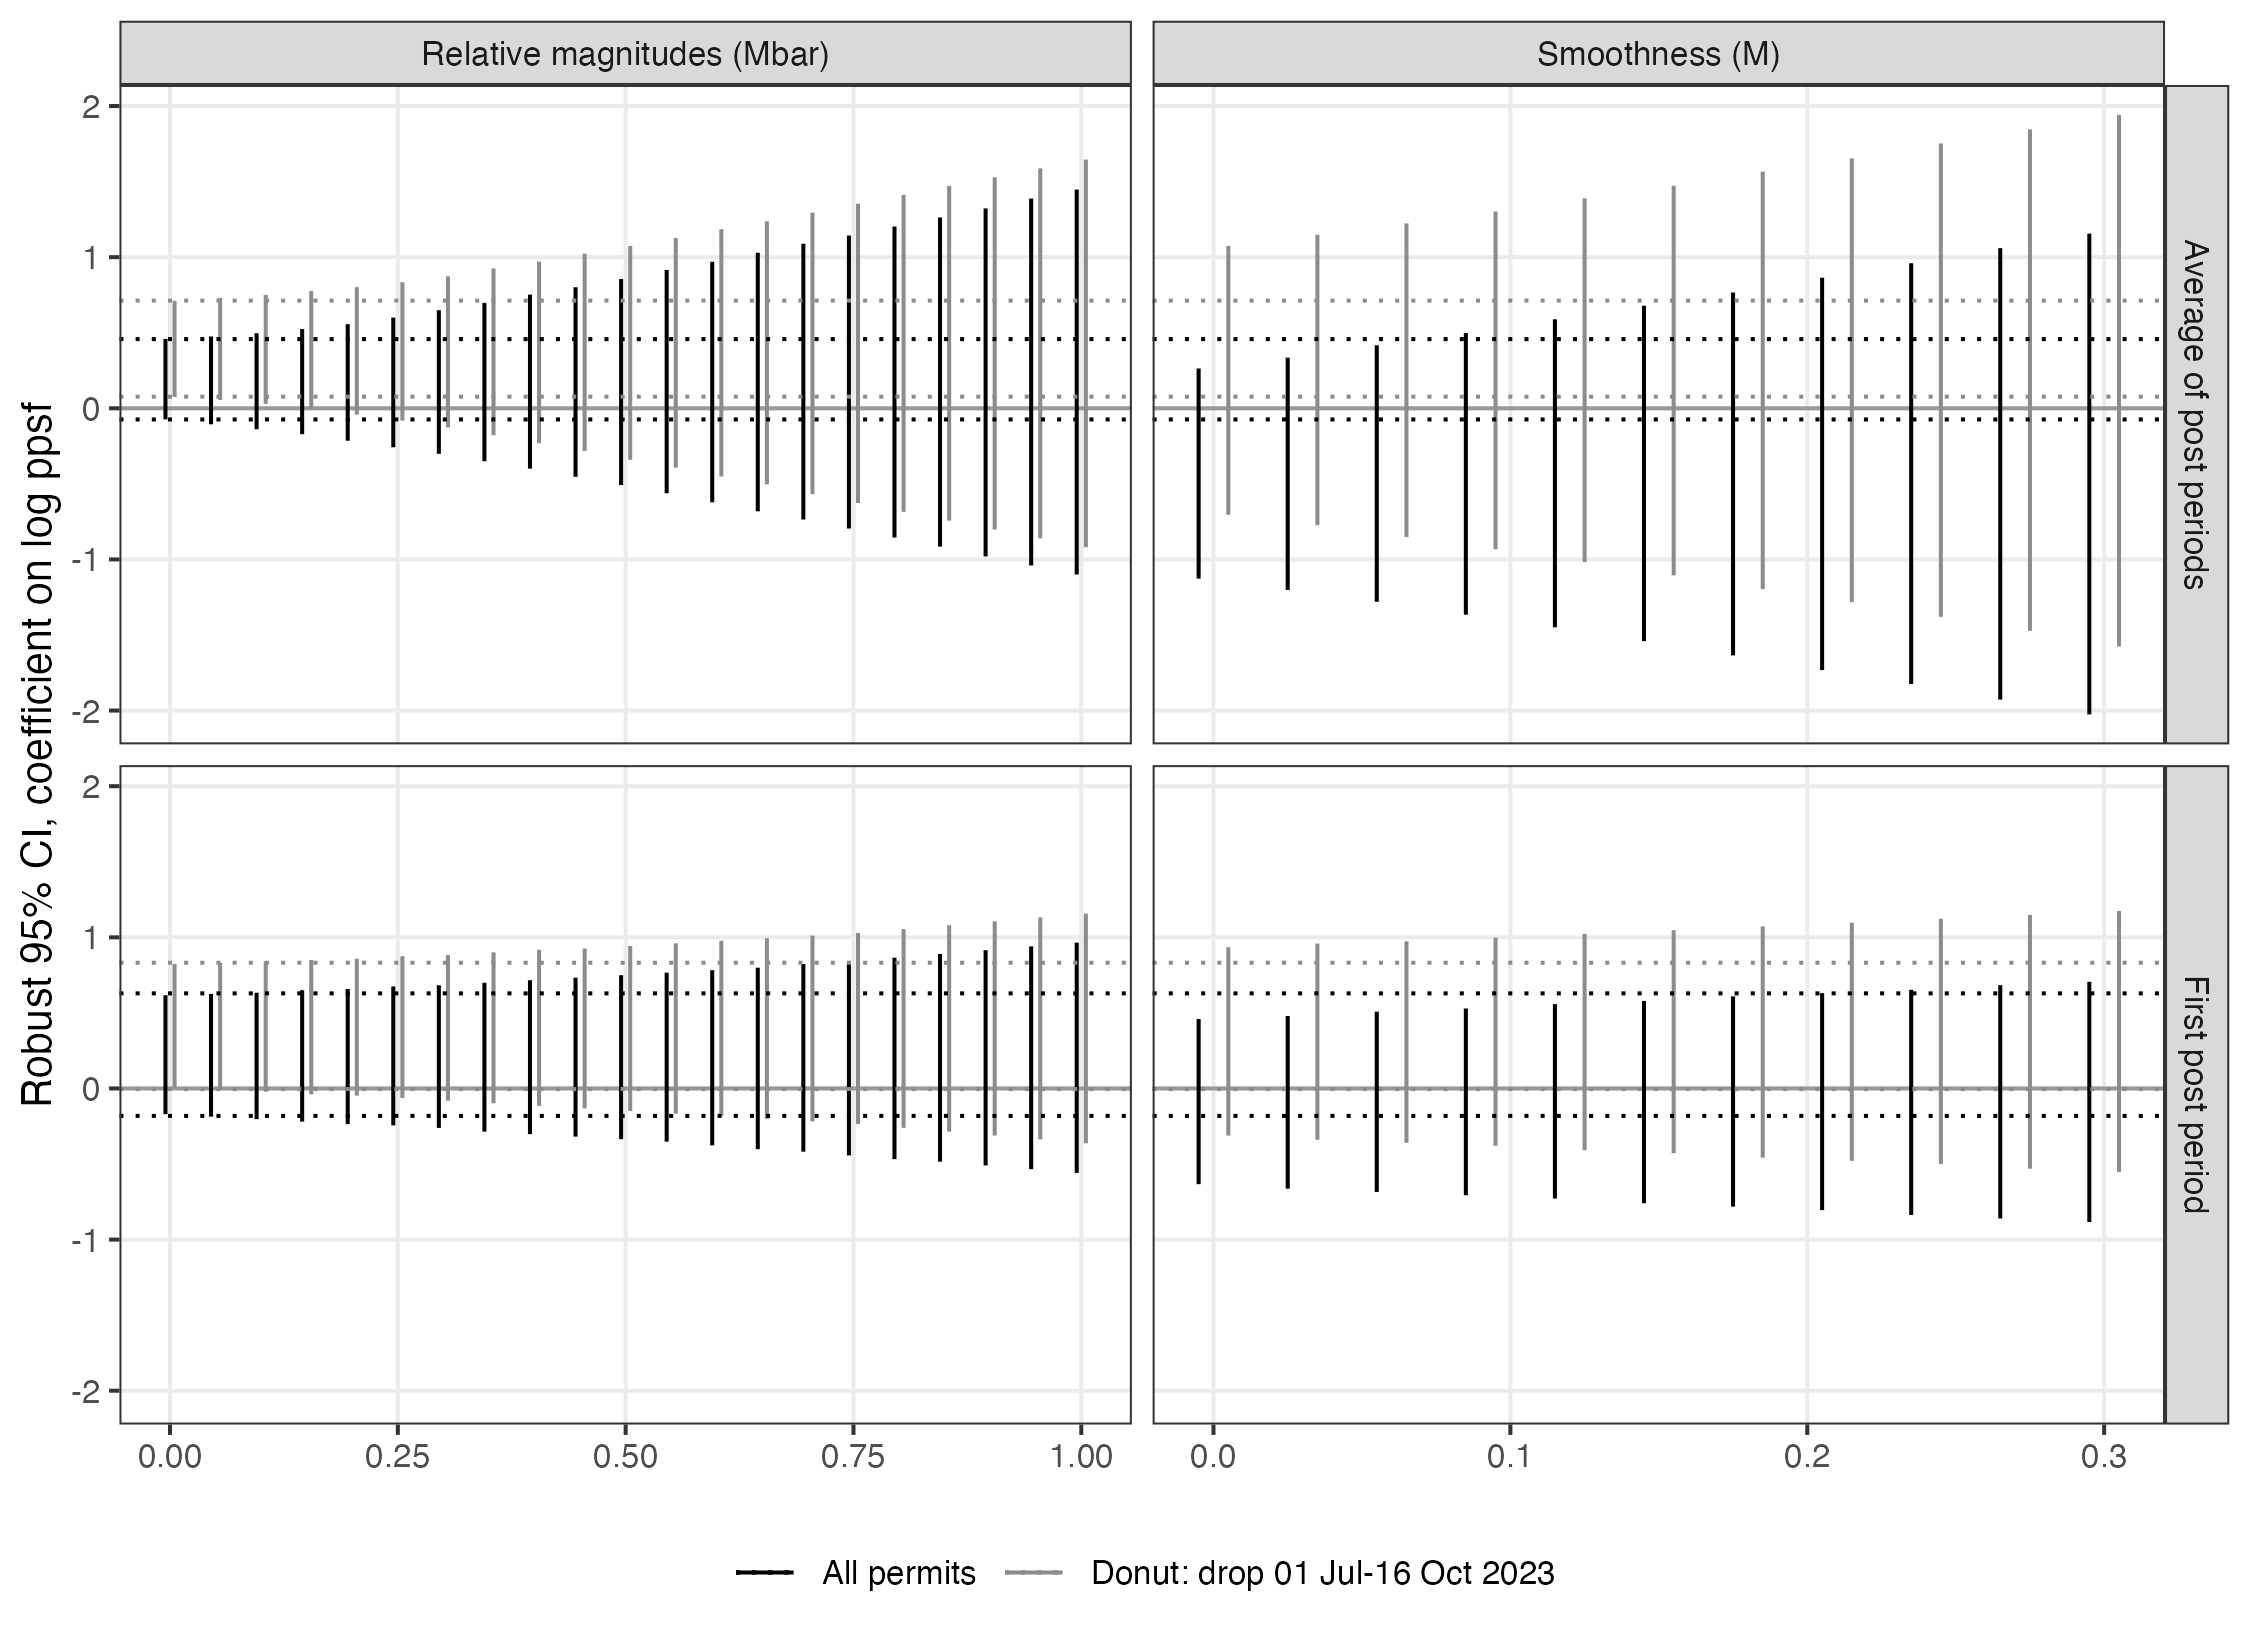 Relative magnitudes (Mbar)
Smoothness (M)
Robust 95% CI, coefficient on log ppsf
2
1
0
-1
-2
Average of post periods
2
1
0
-1
-2
First post period
0.00 0.25 0.50 0.75 1.00
0.0 0.1 0.2 0.3
All permits
Donut: drop 01 Jul-16 Oct 2023